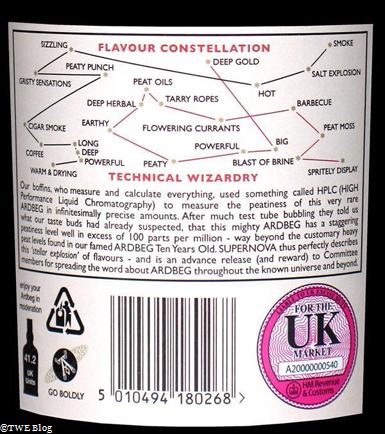 FLAVOUR CONSTELLATION
SIZZLING
DEEP GOLD
SMOKE
PEATY PUNCH
SALT EXPLOSION
GRISTY SENSATIONS
PEAT OILS
HOT
DEEP HERBAL
TARRY ROPES
BARBECUE
CIGAR SMOKE
EARTHY
FLOWERING CURRANTS
PEAT MOSS
COFFEE
LONG
DEEP
POWERFUL
POWERFUL
BIG
WARM & DRYING
PEATY
BLAST OF BRINE
SPRITELY DISPLAY
TECHNICAL WIZARDRY
Our boffins, who measure and calculate everything, used something called HPLC (HIGH
Performance Liquid Chromatography) to measure the peatiness of this very rare
ARDBEG in infinitesimally precise amounts. After much test tube bubbling they told us
what our taste buds had already suspected, that this mighty ARDBEG has a staggering
peatiness level well in excess of 100 parts per million - way beyond the customary heavy
peat levels found in our famed ARDBEG Ten Years Old. SUPERNOVA thus perfectly describes
this 'stellar explosion' of flavours - and is an advance release (and reward) to Committee
members for spreading the word about ARDBEG throughout the known universe and beyond.
enjoy your
Ardbeg in
moderation
41.2
UK
Units
GO BOLDLY
5 010494 180268 >
FOR THE
UK
MARKET
A20000000540
HM Revenue
& Customs
©TWE Blog